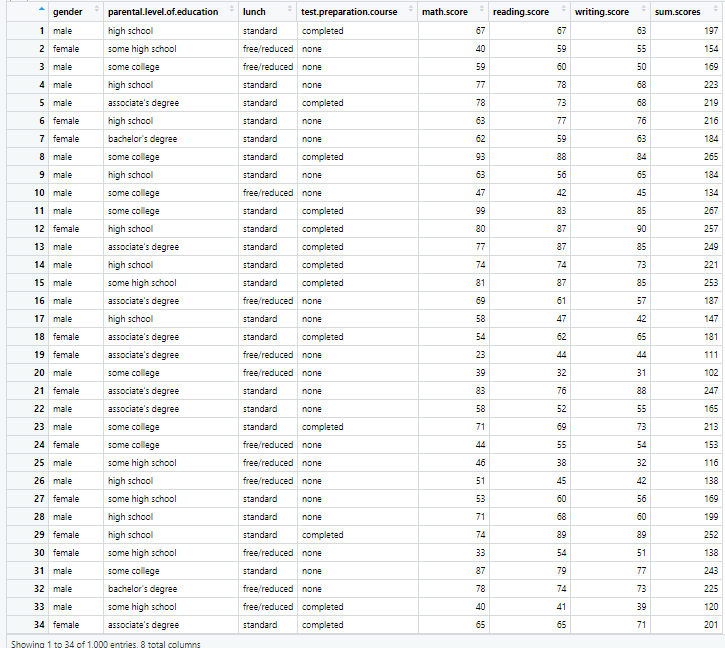 gender parental.level.of.education lunch test.preparation.course math.score reading.score writing.score sum.scores
1 male high school standard completed 67 67 63 197
2 female some high school free/reduced none 40 59 55 154
3 male some college free/reduced none 59 60 50 169
4 male high school standard none 77 78 68 223
5 male associate's degree standard completed 78 73 68 219
6 female high school standard none 63 77 76 216
7 female bachelor's degree standard none 62 59 63 184
8 male some college standard completed 93 88 84 265
9 male high school standard none 63 56 65 184
10 male some college free/reduced none 47 42 45 134
11 male some college standard completed 99 83 85 267
12 female high school standard completed 80 87 90 257
13 male associate's degree standard completed 77 87 85 249
14 male high school standard completed 74 74 73 221
15 male some high school standard completed 81 87 85 253
16 male associate's degree free/reduced none 69 61 57 187
17 male high school standard none 58 47 42 147
18 female associate's degree standard completed 54 62 65 181
19 female associate's degree free/reduced none 23 44 44 111
20 male some college free/reduced none 39 32 31 102
21 female associate's degree standard none 83 76 88 247
22 male associate's degree standard none 58 52 55 165
23 male some college standard completed 71 69 73 213
24 female some college free/reduced none 44 55 54 153
25 male some high school free/reduced none 46 38 32 116
26 male high school free/reduced none 51 45 42 138
27 female some high school standard none 53 60 56 169
28 male high school standard none 71 68 60 199
29 female high school standard completed 74 89 89 252
30 female some high school free/reduced none 33 54 51 138
31 male some college standard none 87 79 77 243
32 male bachelor's degree free/reduced none 78 74 73 225
33 male some high school free/reduced completed 40 41 39 120
34 female associate's degree standard completed 65 65 71 201
Showing 1 to 34 of 1,000 entries, 8 total columns